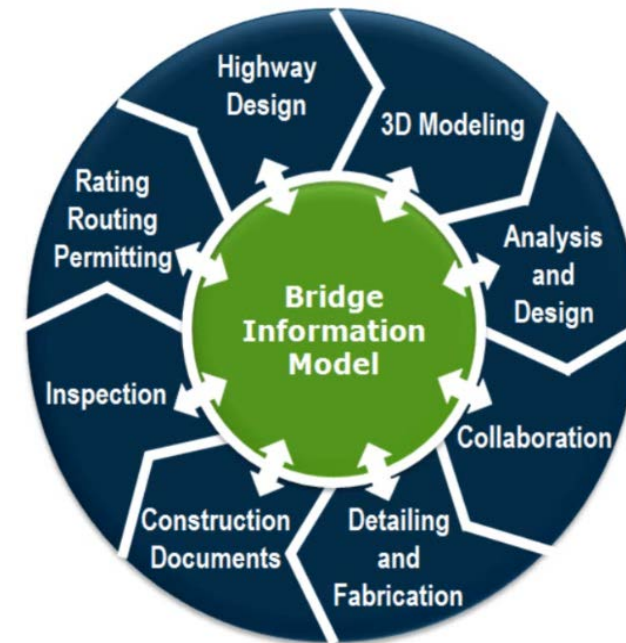 Highway
Design
3D Modeling
Analysis
and
Design
Collaboration
Detailing
and
Fabrication
Construction
Documents
Inspection
Rating
Routing
Permitting
Bridge
Information
Model